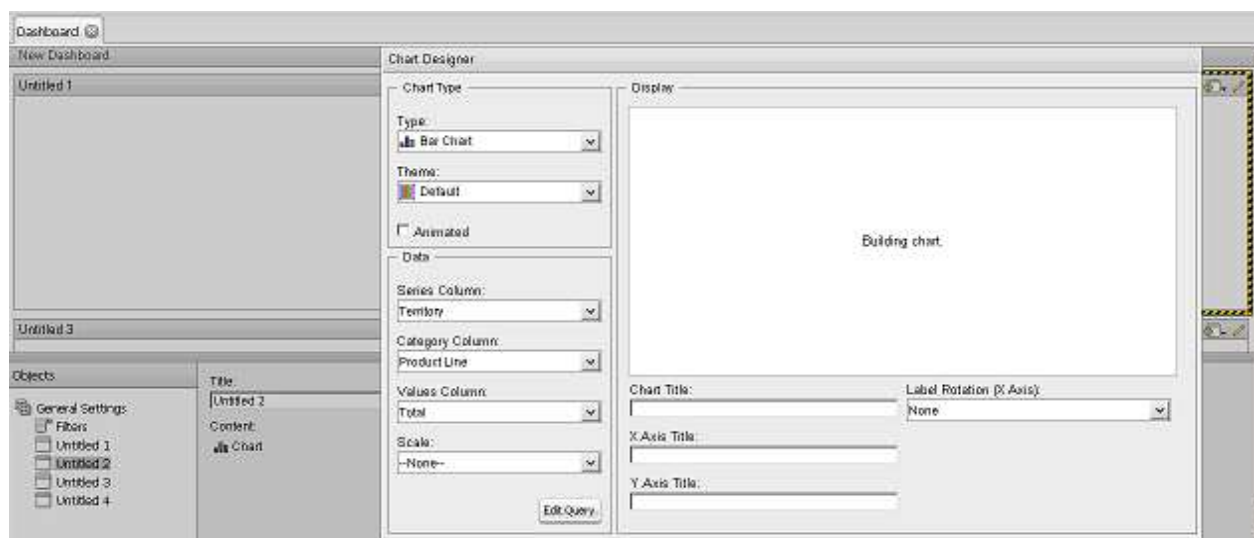 Dashboard
New Dashboard
Untitled 1
Untitled 3
Objects
General Settings
Filters
Untitled 1
Untitled 2
Untitled 3
Untitled 4
Title:
Untitled 2
Content:
Chart
Chart Designer
Chart Type
Type:
Bar Chart
Theme:
Default
Animated
Data
Series Column:
Territory
Category Column:
Product Line
Values Column:
Total
Scale:
--None--
Edit Query
Display
Building chart.
Chart Title:
Label Rotation (X Axis):
None
X Axis Title:
Y Axis Title: